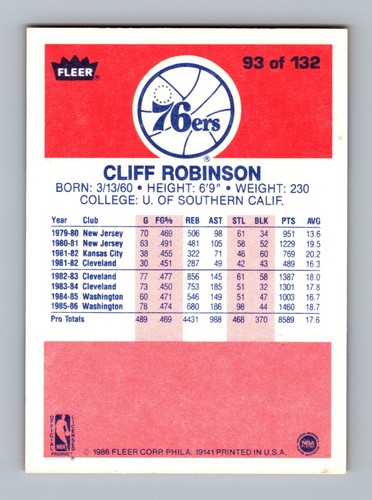 FLEER
93 of 132
76ers
®
CLIFF ROBINSON
BORN: 3/13/60 • HEIGHT: 6'9" • WEIGHT: 230
COLLEGE: U. OF SOUTHERN CALIF.
Year Club G FG% REB AST STL BLK PTS AVG
1979-80 New Jersey 70 .469 506 98 61 34 951 13.6
1980-81 New Jersey 63 .491 481 105 58 52 1229 19.5
1981-82 Kansas City 38 .455 322 71 46 60 769 20.2
1981-82 Cleveland 30 .451 287 49 42 43 489 16.3
1982-83 Cleveland 77 .477 856 145 61 58 1387 18.0
1983-84 Cleveland 73 .450 753 185 51 32 1301 17.8
1984-85 Washington 60 .471 546 149 51 47 1003 16.7
1985-86 Washington 78 .474 680 186 98 44 1460 18.7
Pro Totals 489 .469 4431 988 468 370 8589 17.6
OFFICIAL LICENSED
NBA
PRODUCT
© 1986 FLEER CORP. PHILA. 19141 PRINTED IN U.S.A.